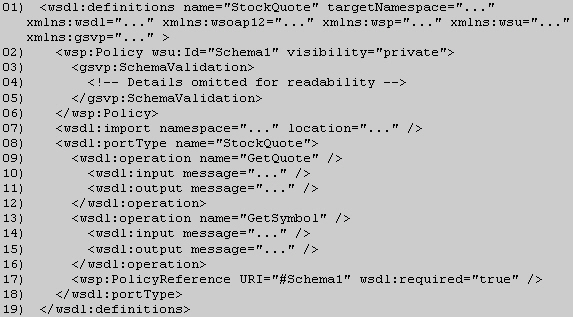 01) <wsdl:definitions name="StockQuote" targetNamespace="..."
xmlns:wsdl="..." xmlns:wsoap12="..." xmlns:wsp="..." xmlns:wsu="..."
xmlns:gsvp="..." >
02) <wsp:Policy wsu:Id="Schema1" visibility="private">
03) <gsvp:SchemaValidation>
04) <!-- Details omitted for readability -->
05) </gsvp:SchemaValidation>
06) </wsp:Policy>
07) <wsdl:import namespace="..." location="..." />
08) <wsdl:portType name="StockQuote">
09) <wsdl:operation name="GetQuote" />
10) <wsdl:input message="..." />
11) <wsdl:output message="..." />
12) </wsdl:operation>
13) <wsdl:operation name="GetSymbol" />
14) <wsdl:input message="..." />
15) <wsdl:output message="..." />
16) </wsdl:operation>
17) <wsp:PolicyReference URI="#Schema1" wsdl:required="true" />
18) </wsdl:portType>
19) </wsdl:definitions>